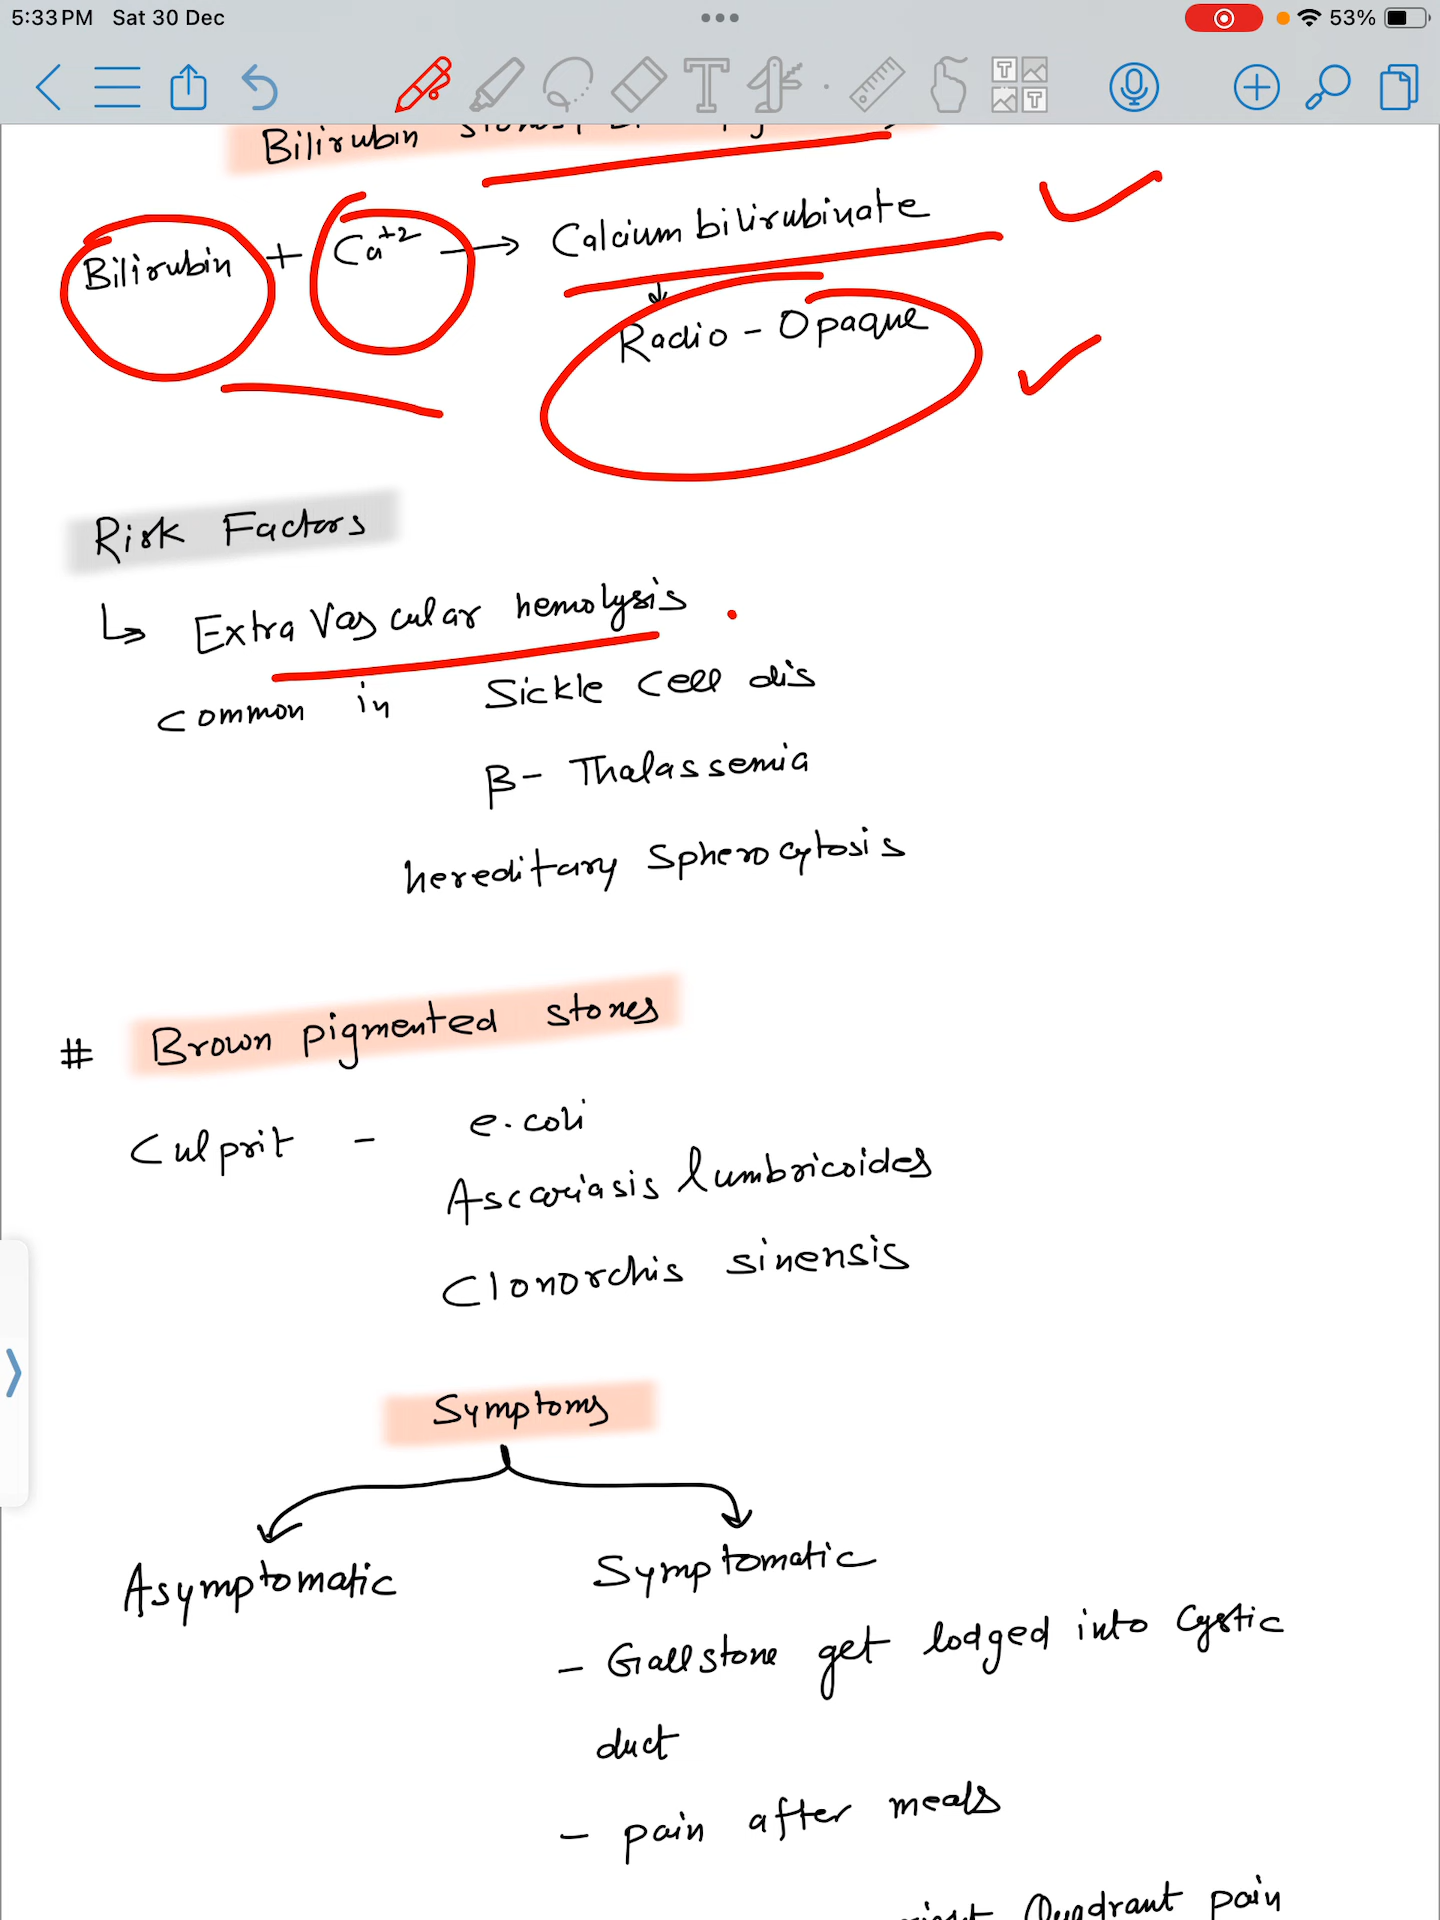 5:33 PM Sat 30 Dec
53%
Bilirubin
Bilirubin + Ca+2 → Calcium bilirubinate
↓
Radio - Opaque
Risk Factors
↳ Extra Vascular hemolysis
common in Sickle cell dis
β- Thalassemia
hereditary Spherocytosis
# Brown pigmented stones
Culprit - e.coli
Ascariasis lumbricoides
Clonorchis sinensis
Symptoms
Asymptomatic Symptomatic
- Gallstone get lodged into Cystic
duct
- pain after meals
Quadrant pain